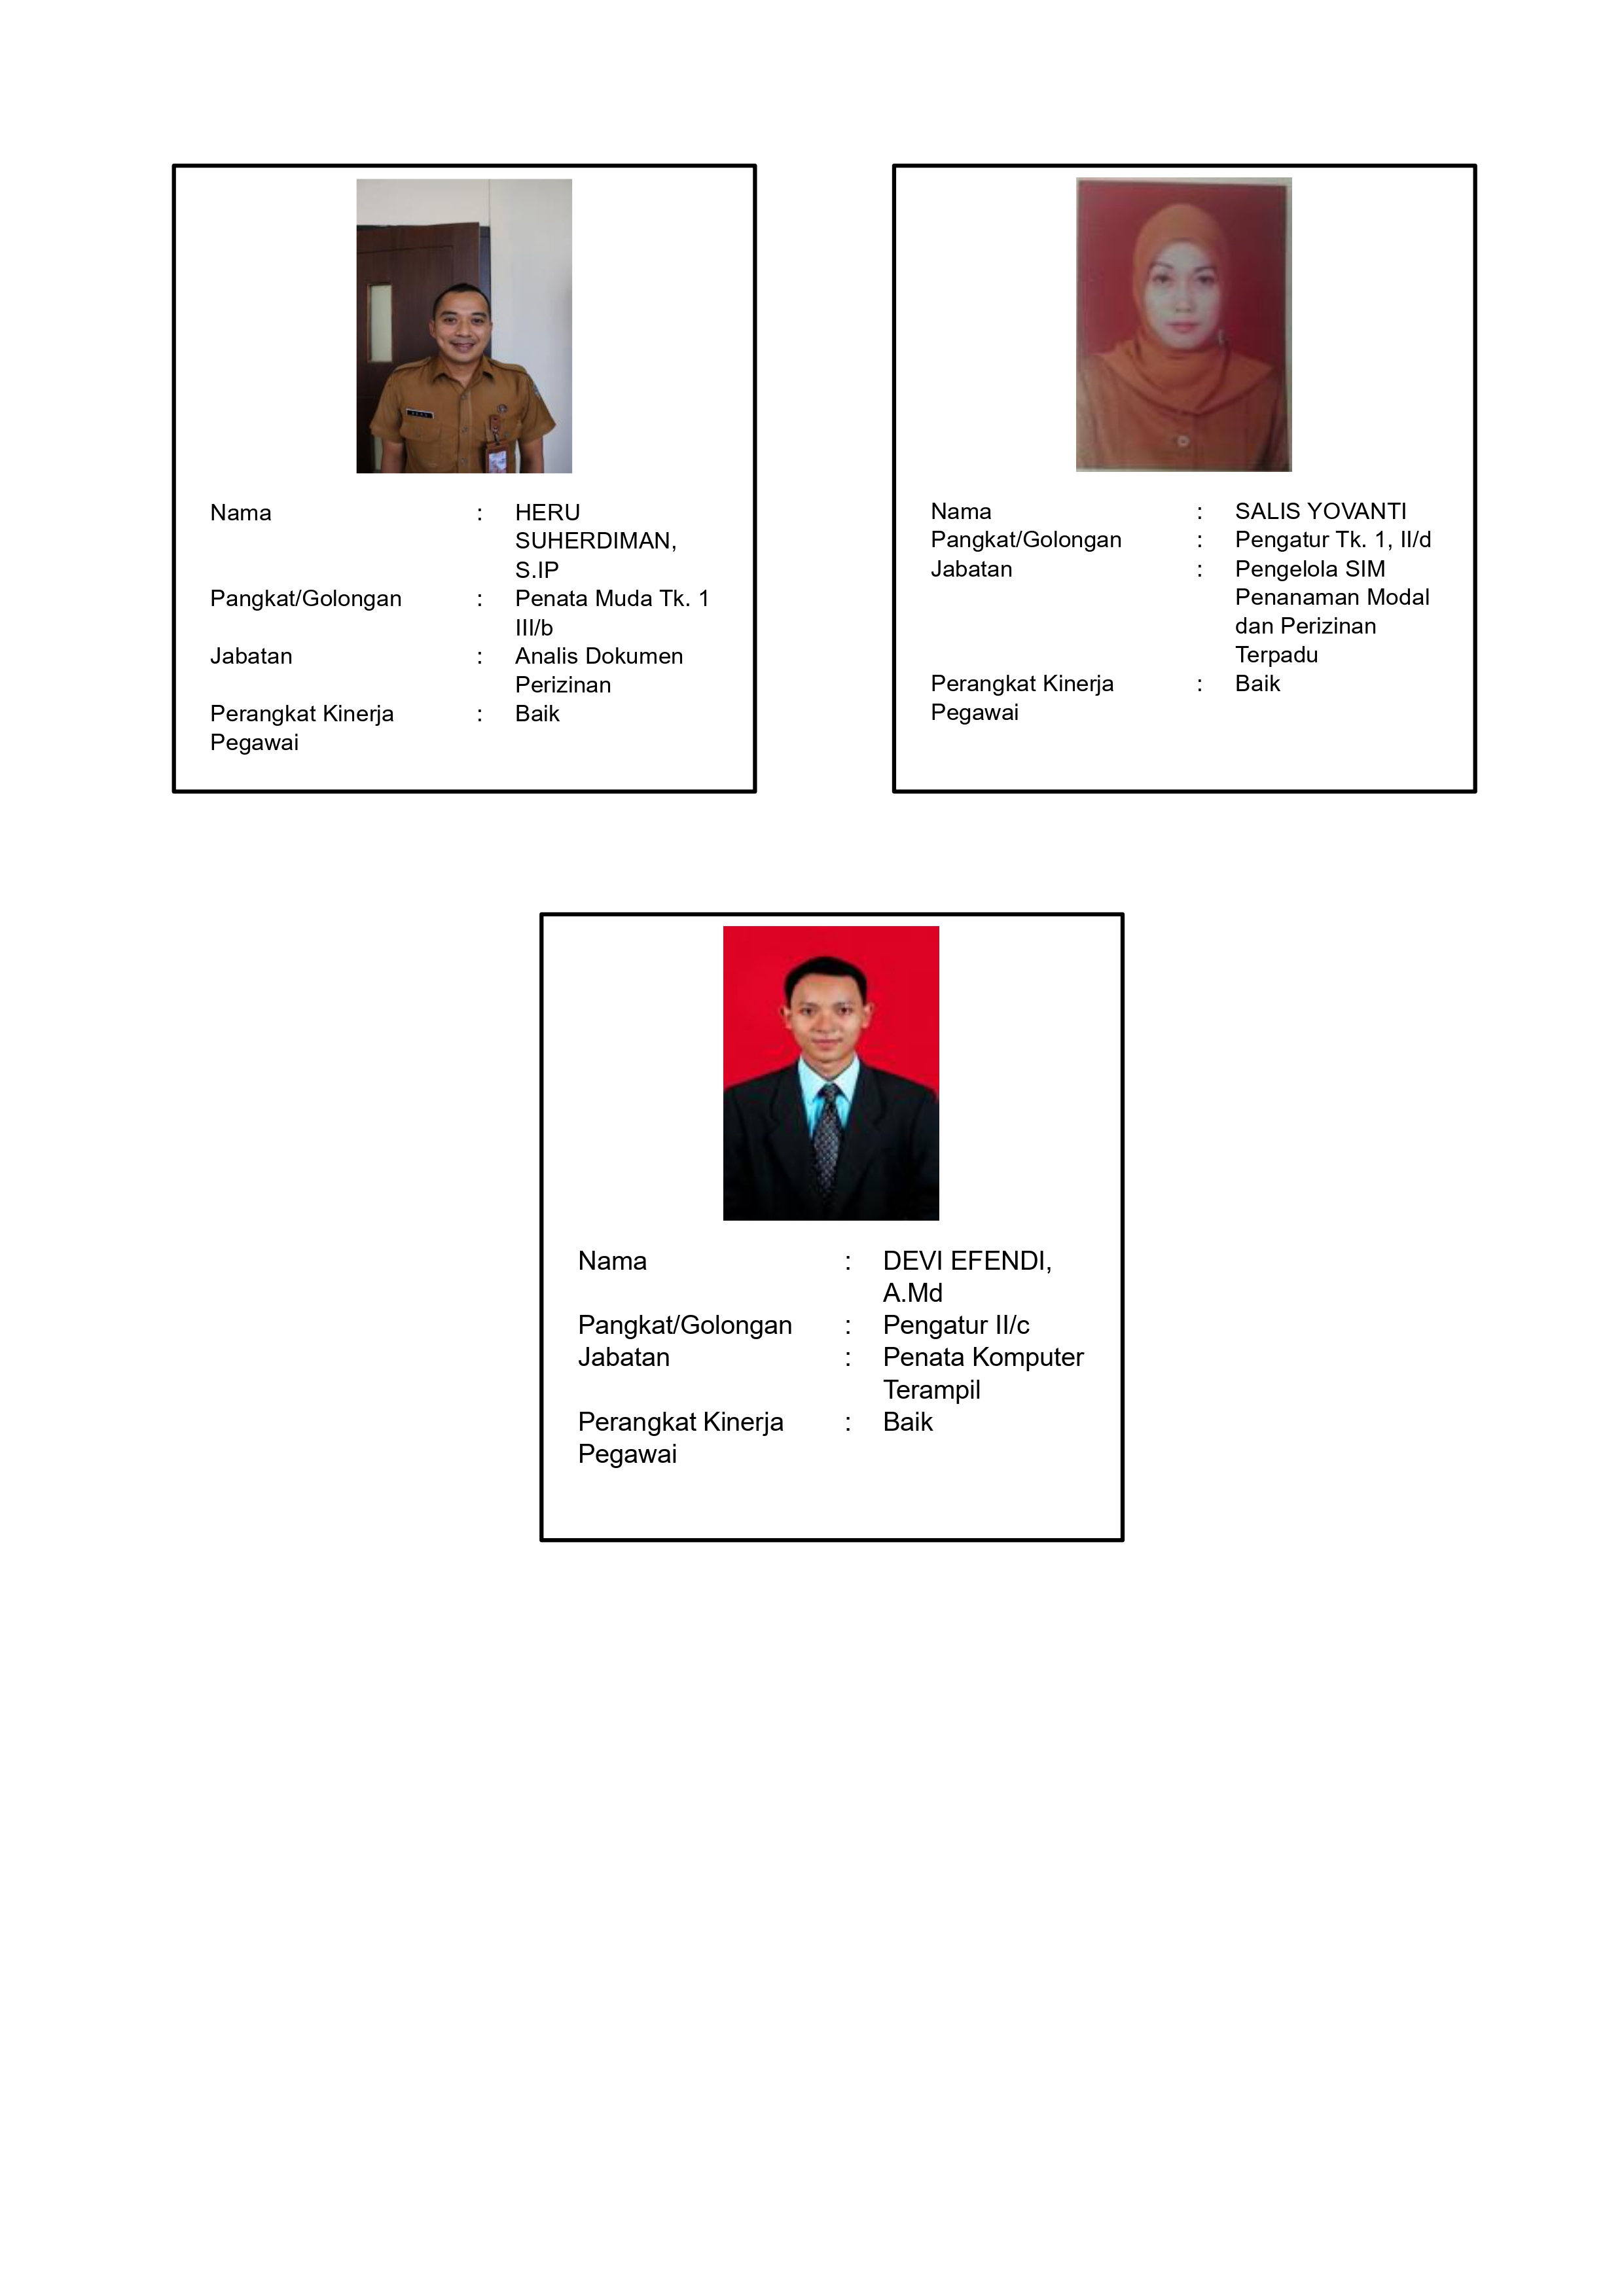 Nama : HERU
SUHERDIMAN,
S.IP
Pangkat/Golongan : Penata Muda Tk. 1
III/b
Jabatan : Analis Dokumen
Perizinan
Perangkat Kinerja : Baik
Pegawai
Nama : SALIS YOVANTI
Pangkat/Golongan : Pengatur Tk. 1, II/d
Jabatan : Pengelola SIM
Penanaman Modal
dan Perizinan
Terpadu
Perangkat Kinerja : Baik
Pegawai
Nama : DEVI EFENDI,
A.Md
Pangkat/Golongan : Pengatur II/c
Jabatan : Penata Komputer
Terampil
Perangkat Kinerja : Baik
Pegawai